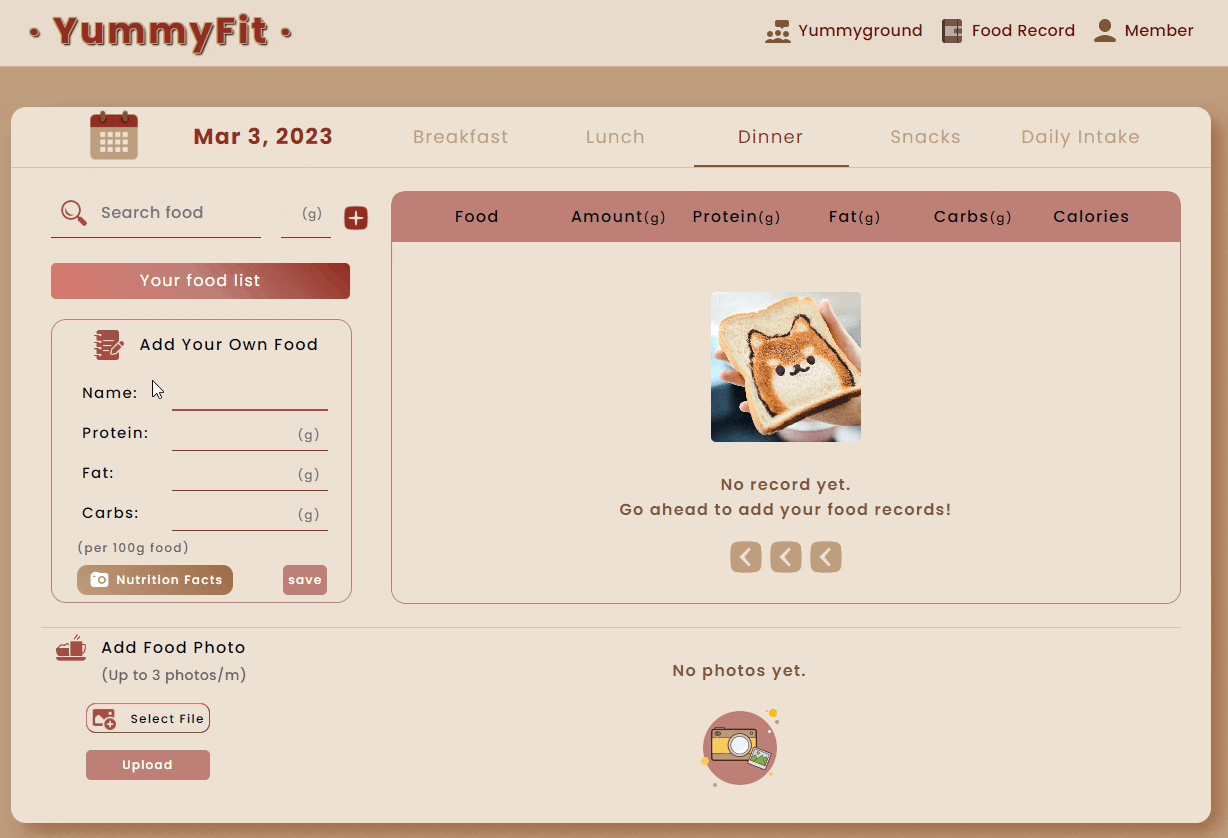 • YummyFit •
Yummyground
Food Record
Member
Mar 3, 2023
Breakfast
Lunch
Dinner
Snacks
Daily Intake
Search food
(g)
Food
Amount(g)
Protein(g)
Fat(g)
Carbs(g)
Calories
Your food list
Add Your Own Food
Name:
Protein:
(g)
Fat:
(g)
Carbs:
(g)
(per 100g food)
Nutrition Facts
save
No record yet.
Go ahead to add your food records!
Add Food Photo
(Up to 3 photos/m)
Select File
Upload
No photos yet.